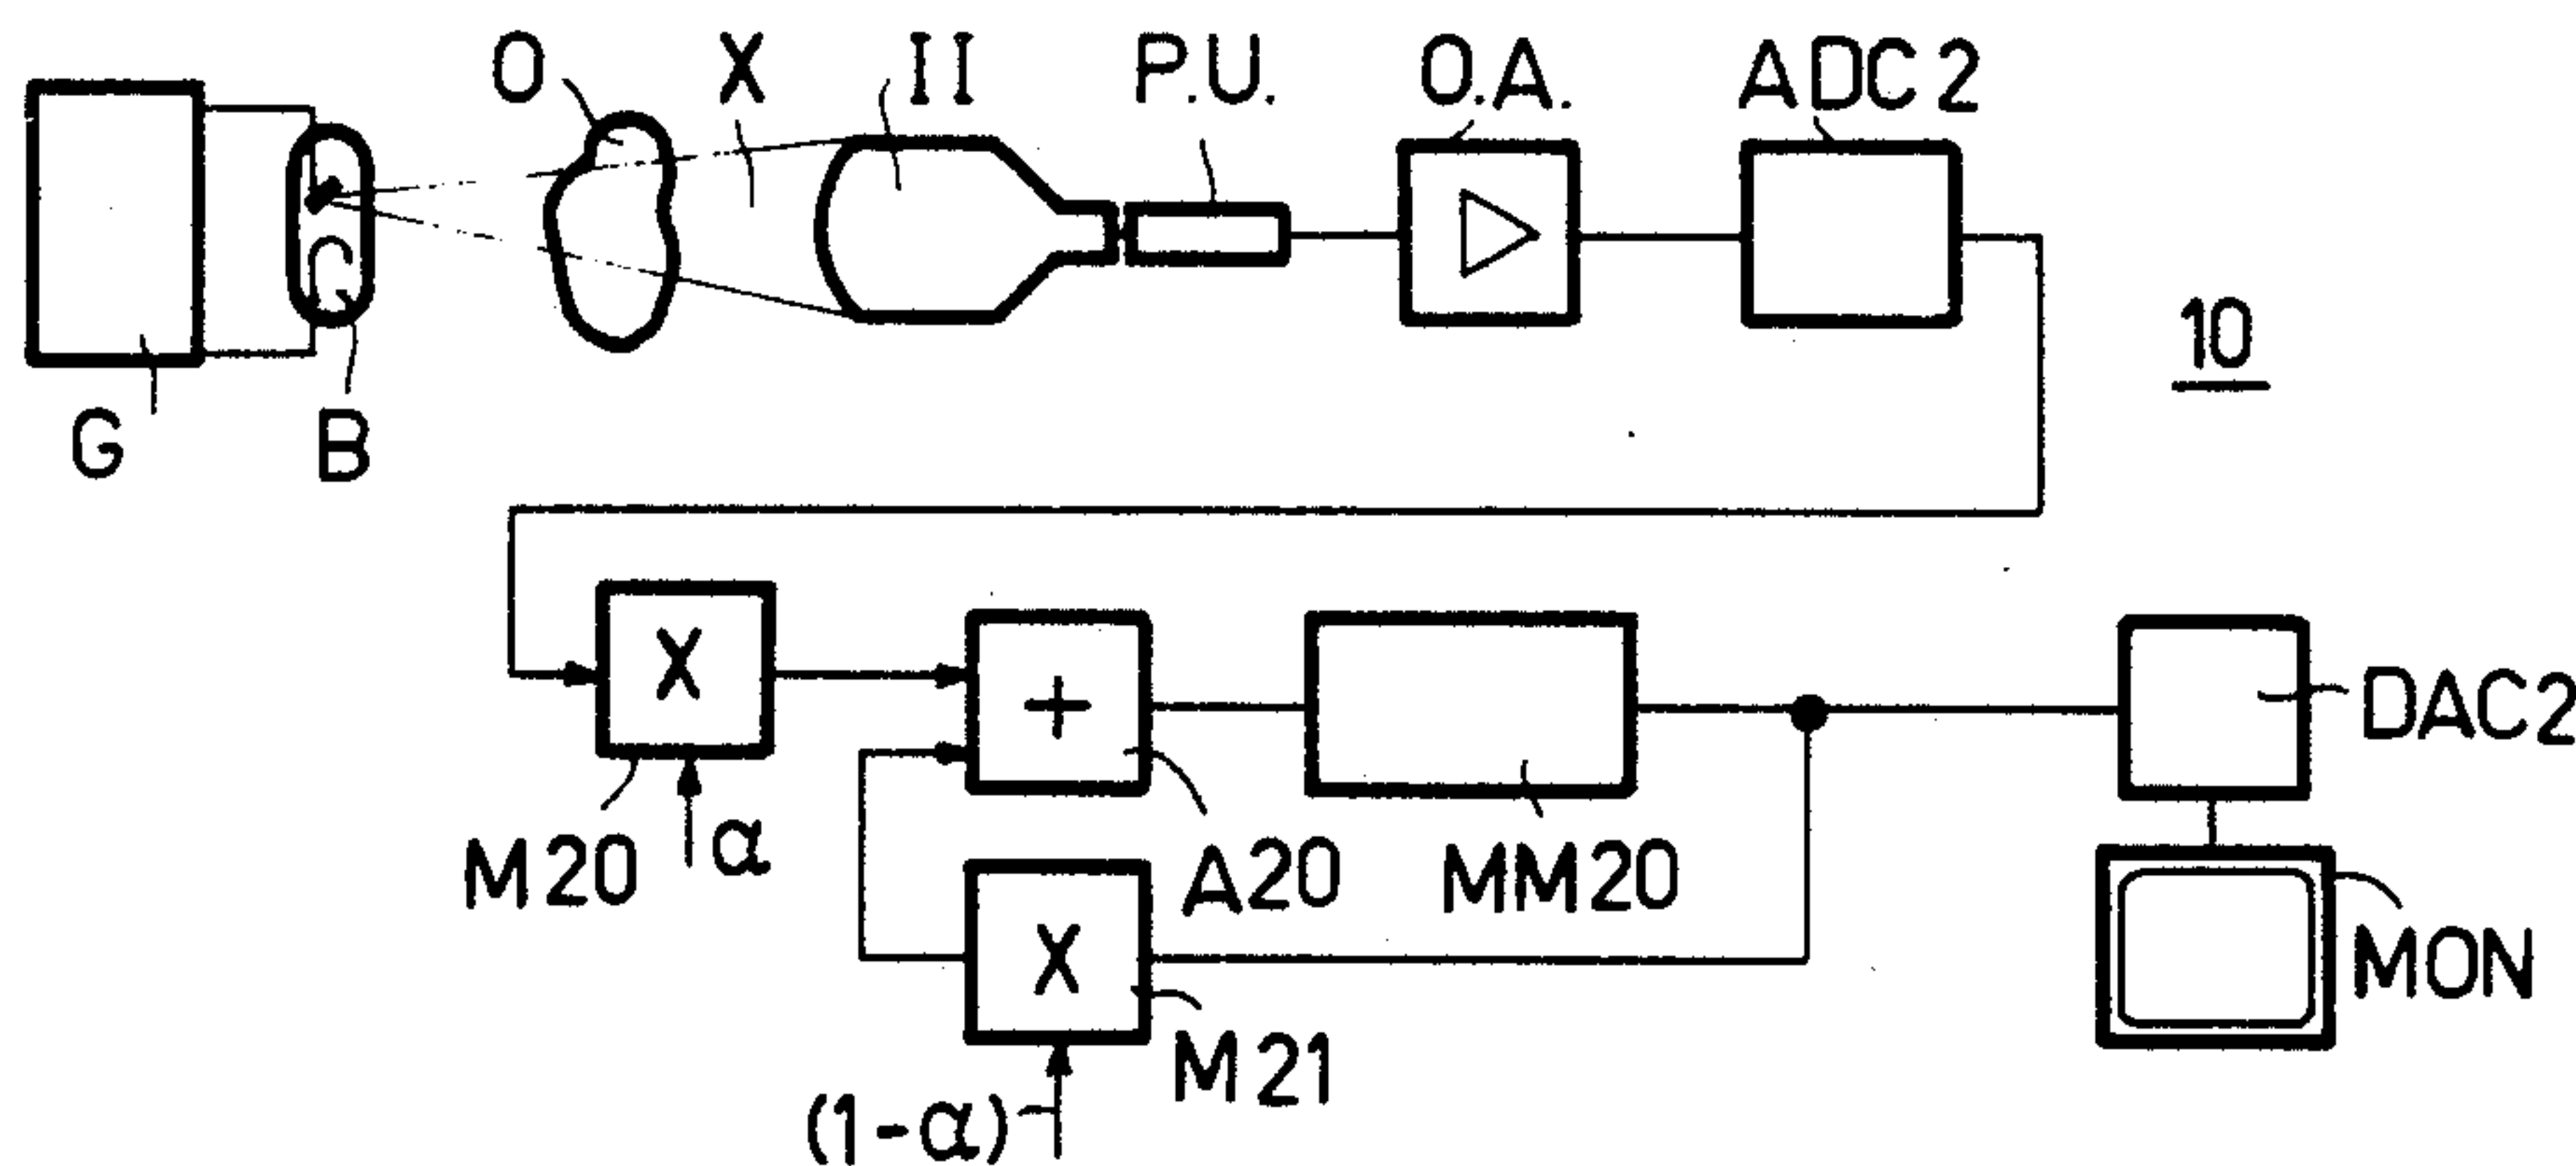 O X II P.U. O.A. ADC 2
G B
10
X
+
DAC2
M20 α A20 MM20
X
MON
M21
(1-α)